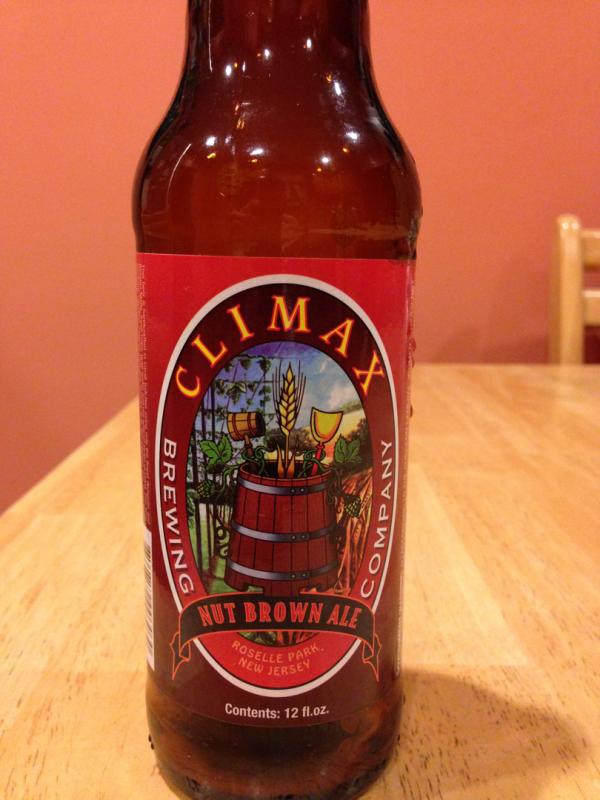 CLIMAX
BREWING
COMPANY
NUT BROWN ALE
ROSELLE PARK,
NEW JERSEY
Contents: 12 fl.oz.